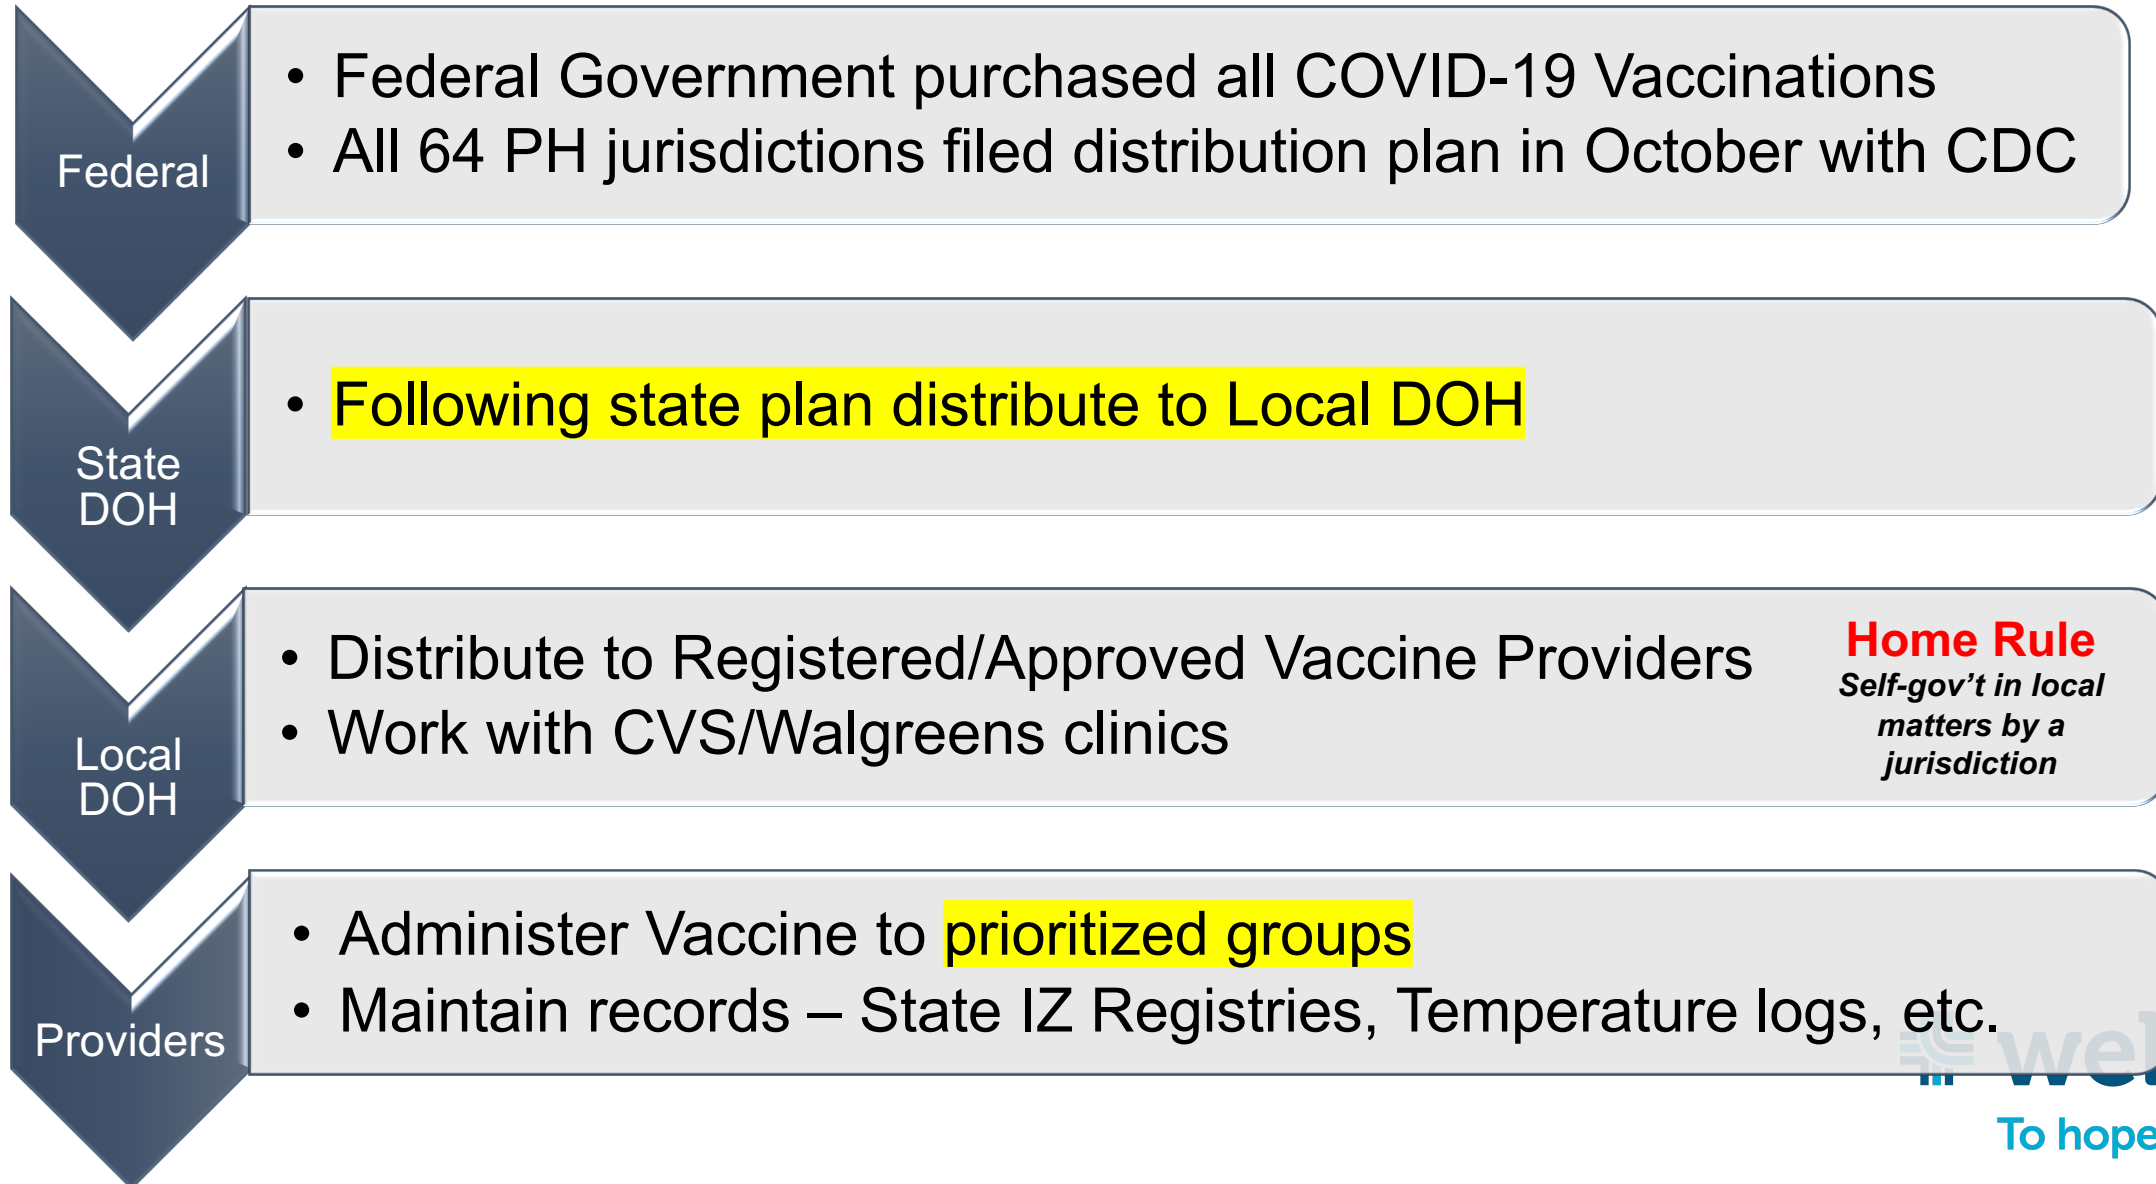 Federal
• Federal Government purchased all COVID-19 Vaccinations
• All 64 PH jurisdictions filed distribution plan in October with CDC
State
DOH
• Following state plan distribute to Local DOH
Local
DOH
• Distribute to Registered/Approved Vaccine Providers
• Work with CVS/Walgreens clinics
Home Rule
Self-gov’t in local
matters by a
jurisdiction
Providers
• Administer Vaccine to prioritized groups
• Maintain records – State IZ Registries, Temperature logs, etc.
To hope